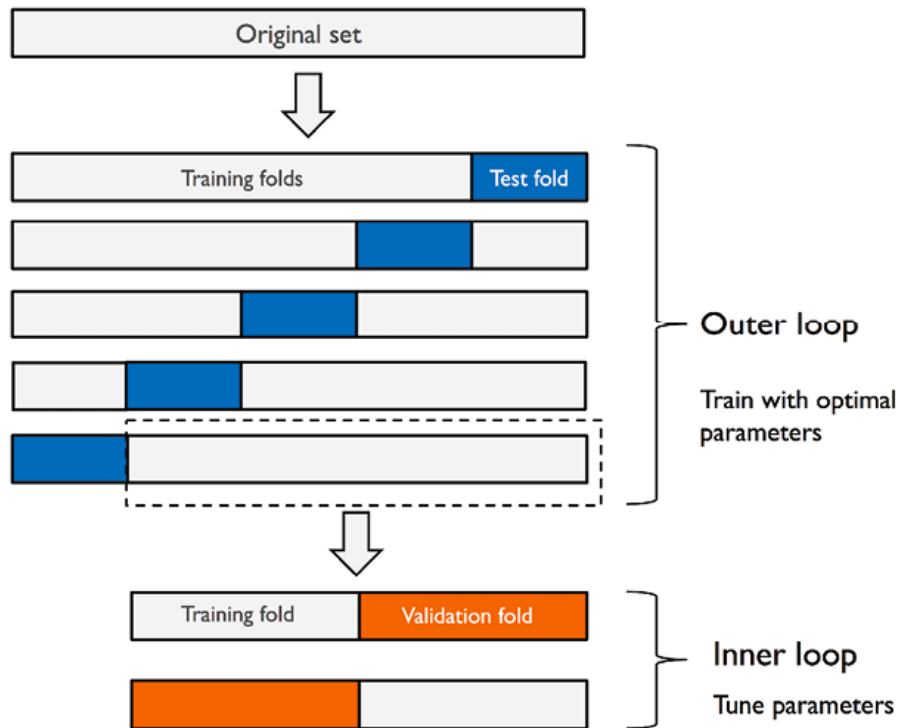 Original set
Training folds
Test fold
Outer loop
Train with optimal
parameters
Training fold
Validation fold
Inner loop
Tune parameters